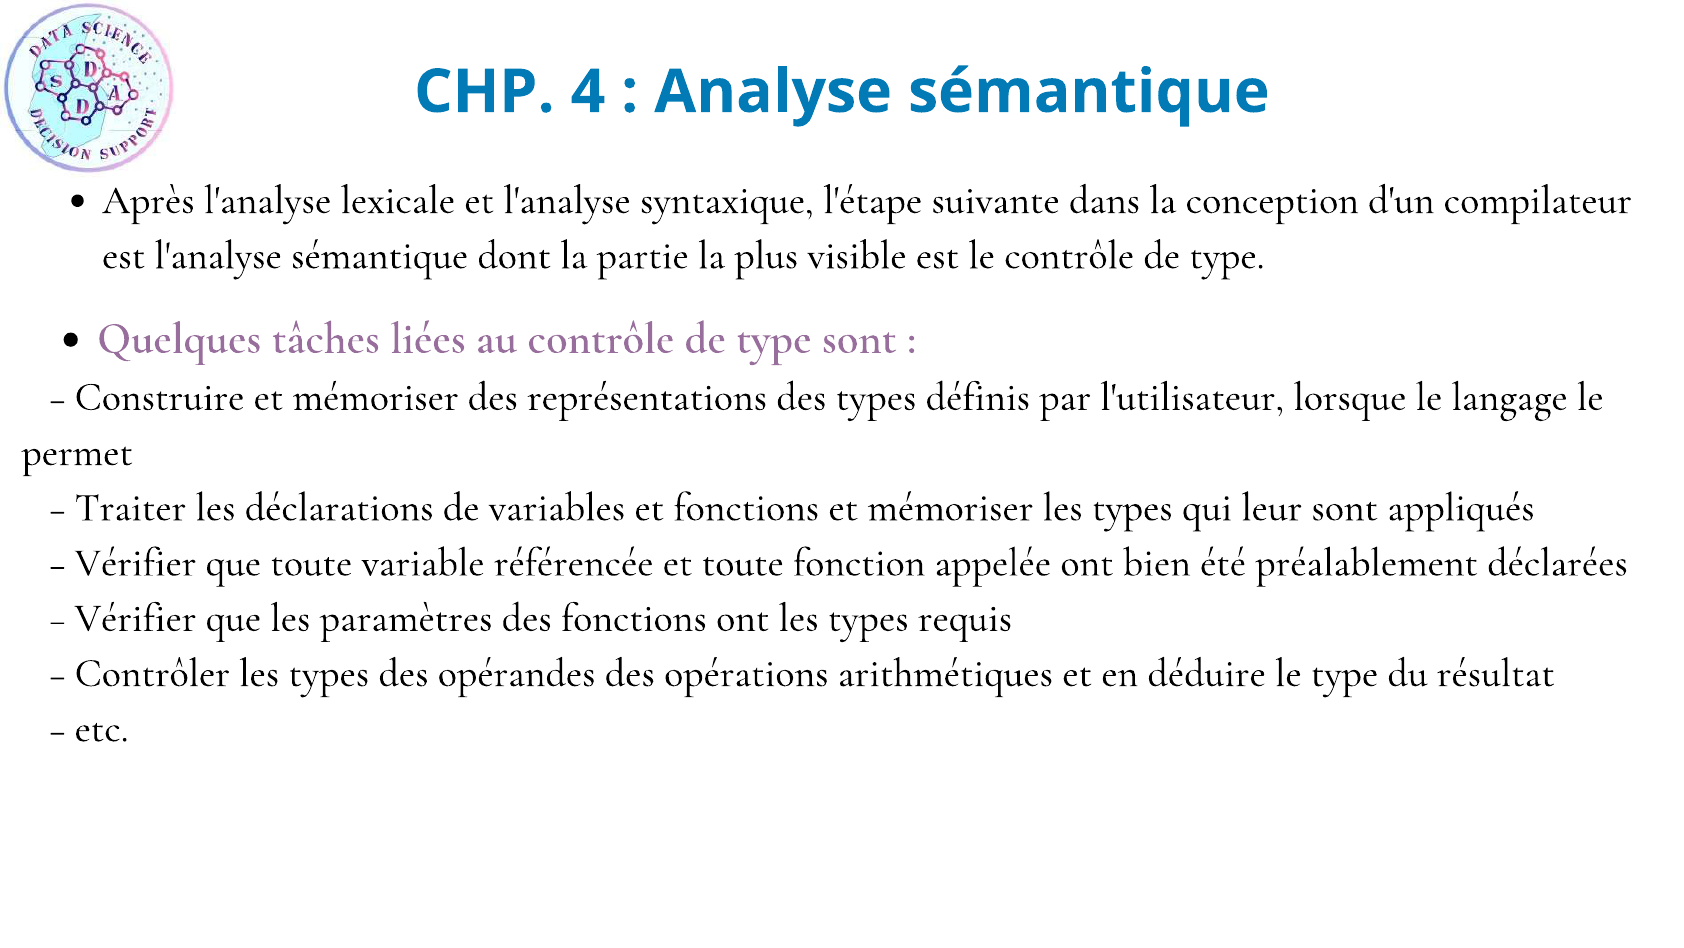 DATA SCIENCE
S D
D A
DECISION SUPPORT
CHP. 4 : Analyse sémantique
• Après l'analyse lexicale et l'analyse syntaxique, l'étape suivante dans la conception d'un compilateur
est l'analyse sémantique dont la partie la plus visible est le contrôle de type.
• Quelques tâches liées au contrôle de type sont :
– Construire et mémoriser des représentations des types définis par l'utilisateur, lorsque le langage le
permet
– Traiter les déclarations de variables et fonctions et mémoriser les types qui leur sont appliqués
– Vérifier que toute variable référencée et toute fonction appelée ont bien été préalablement déclarées
– Vérifier que les paramètres des fonctions ont les types requis
– Contrôler les types des opérandes des opérations arithmétiques et en déduire le type du résultat
– etc.